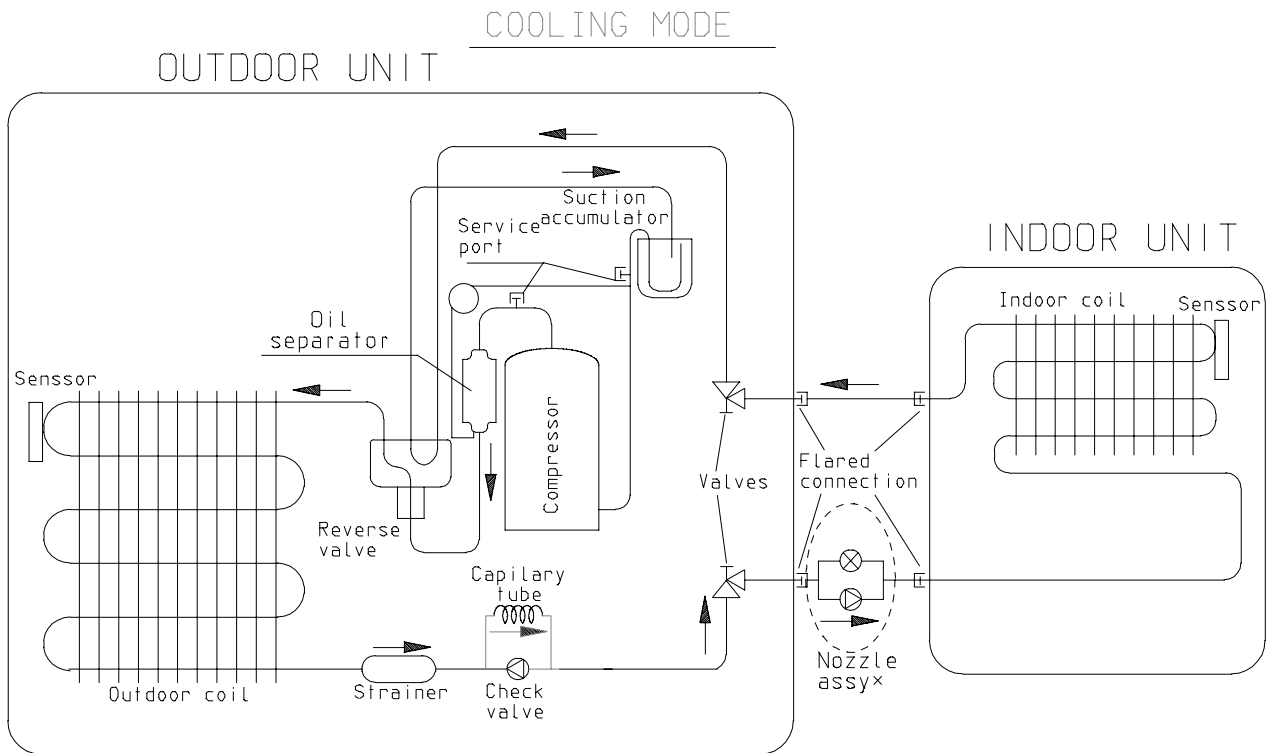 COOLING MODE
OUTDOOR UNIT
Suction
accumulator
Service
port
INDOOR UNIT
Indoor coil
Senssor
Oil
separator
Senssor
Compressor
Flared
connection
Valves
Reverse
valve
Capilary
tube
Nozzle
assy×
Outdoor coil
Strainer
Check
valve